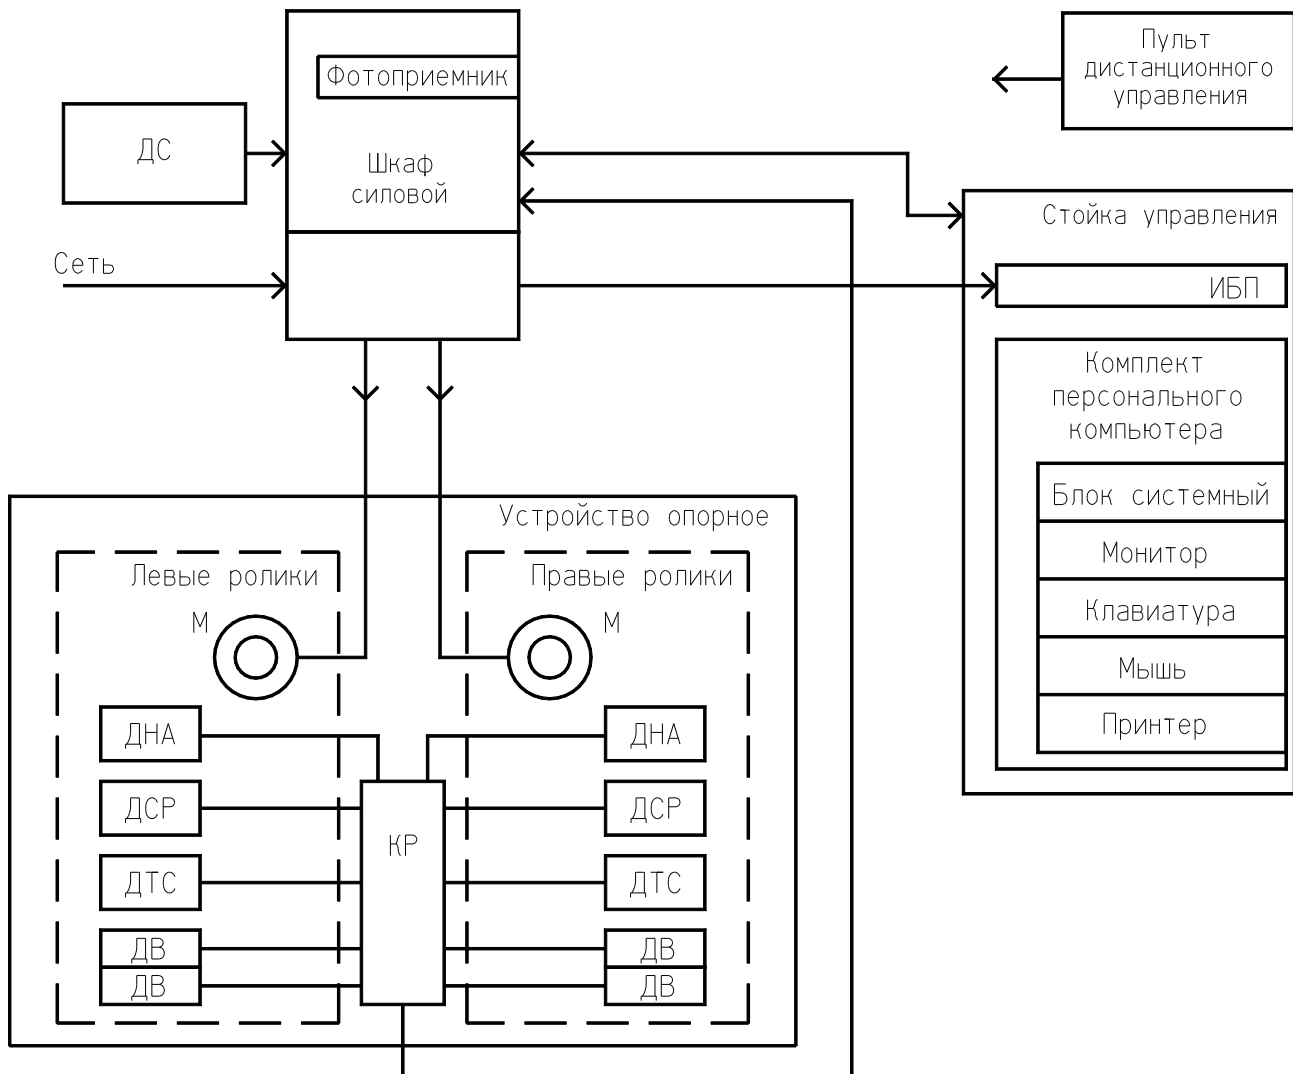 Фотоприемник
Пульт
дистанционного
управления
ДС
Шкаф
силовой
Стойка управления
Сеть
ИБП
Комплект
персонального
компьютера
Блок системный
Монитор
Клавиатура
Мышь
Принтер
Устройство опорное
Левые ролики
Правые ролики
М
М
ДНА
ДНА
ДСР
ДСР
КР
ДТС
ДТС
ДВ
ДВ
ДВ
ДВ